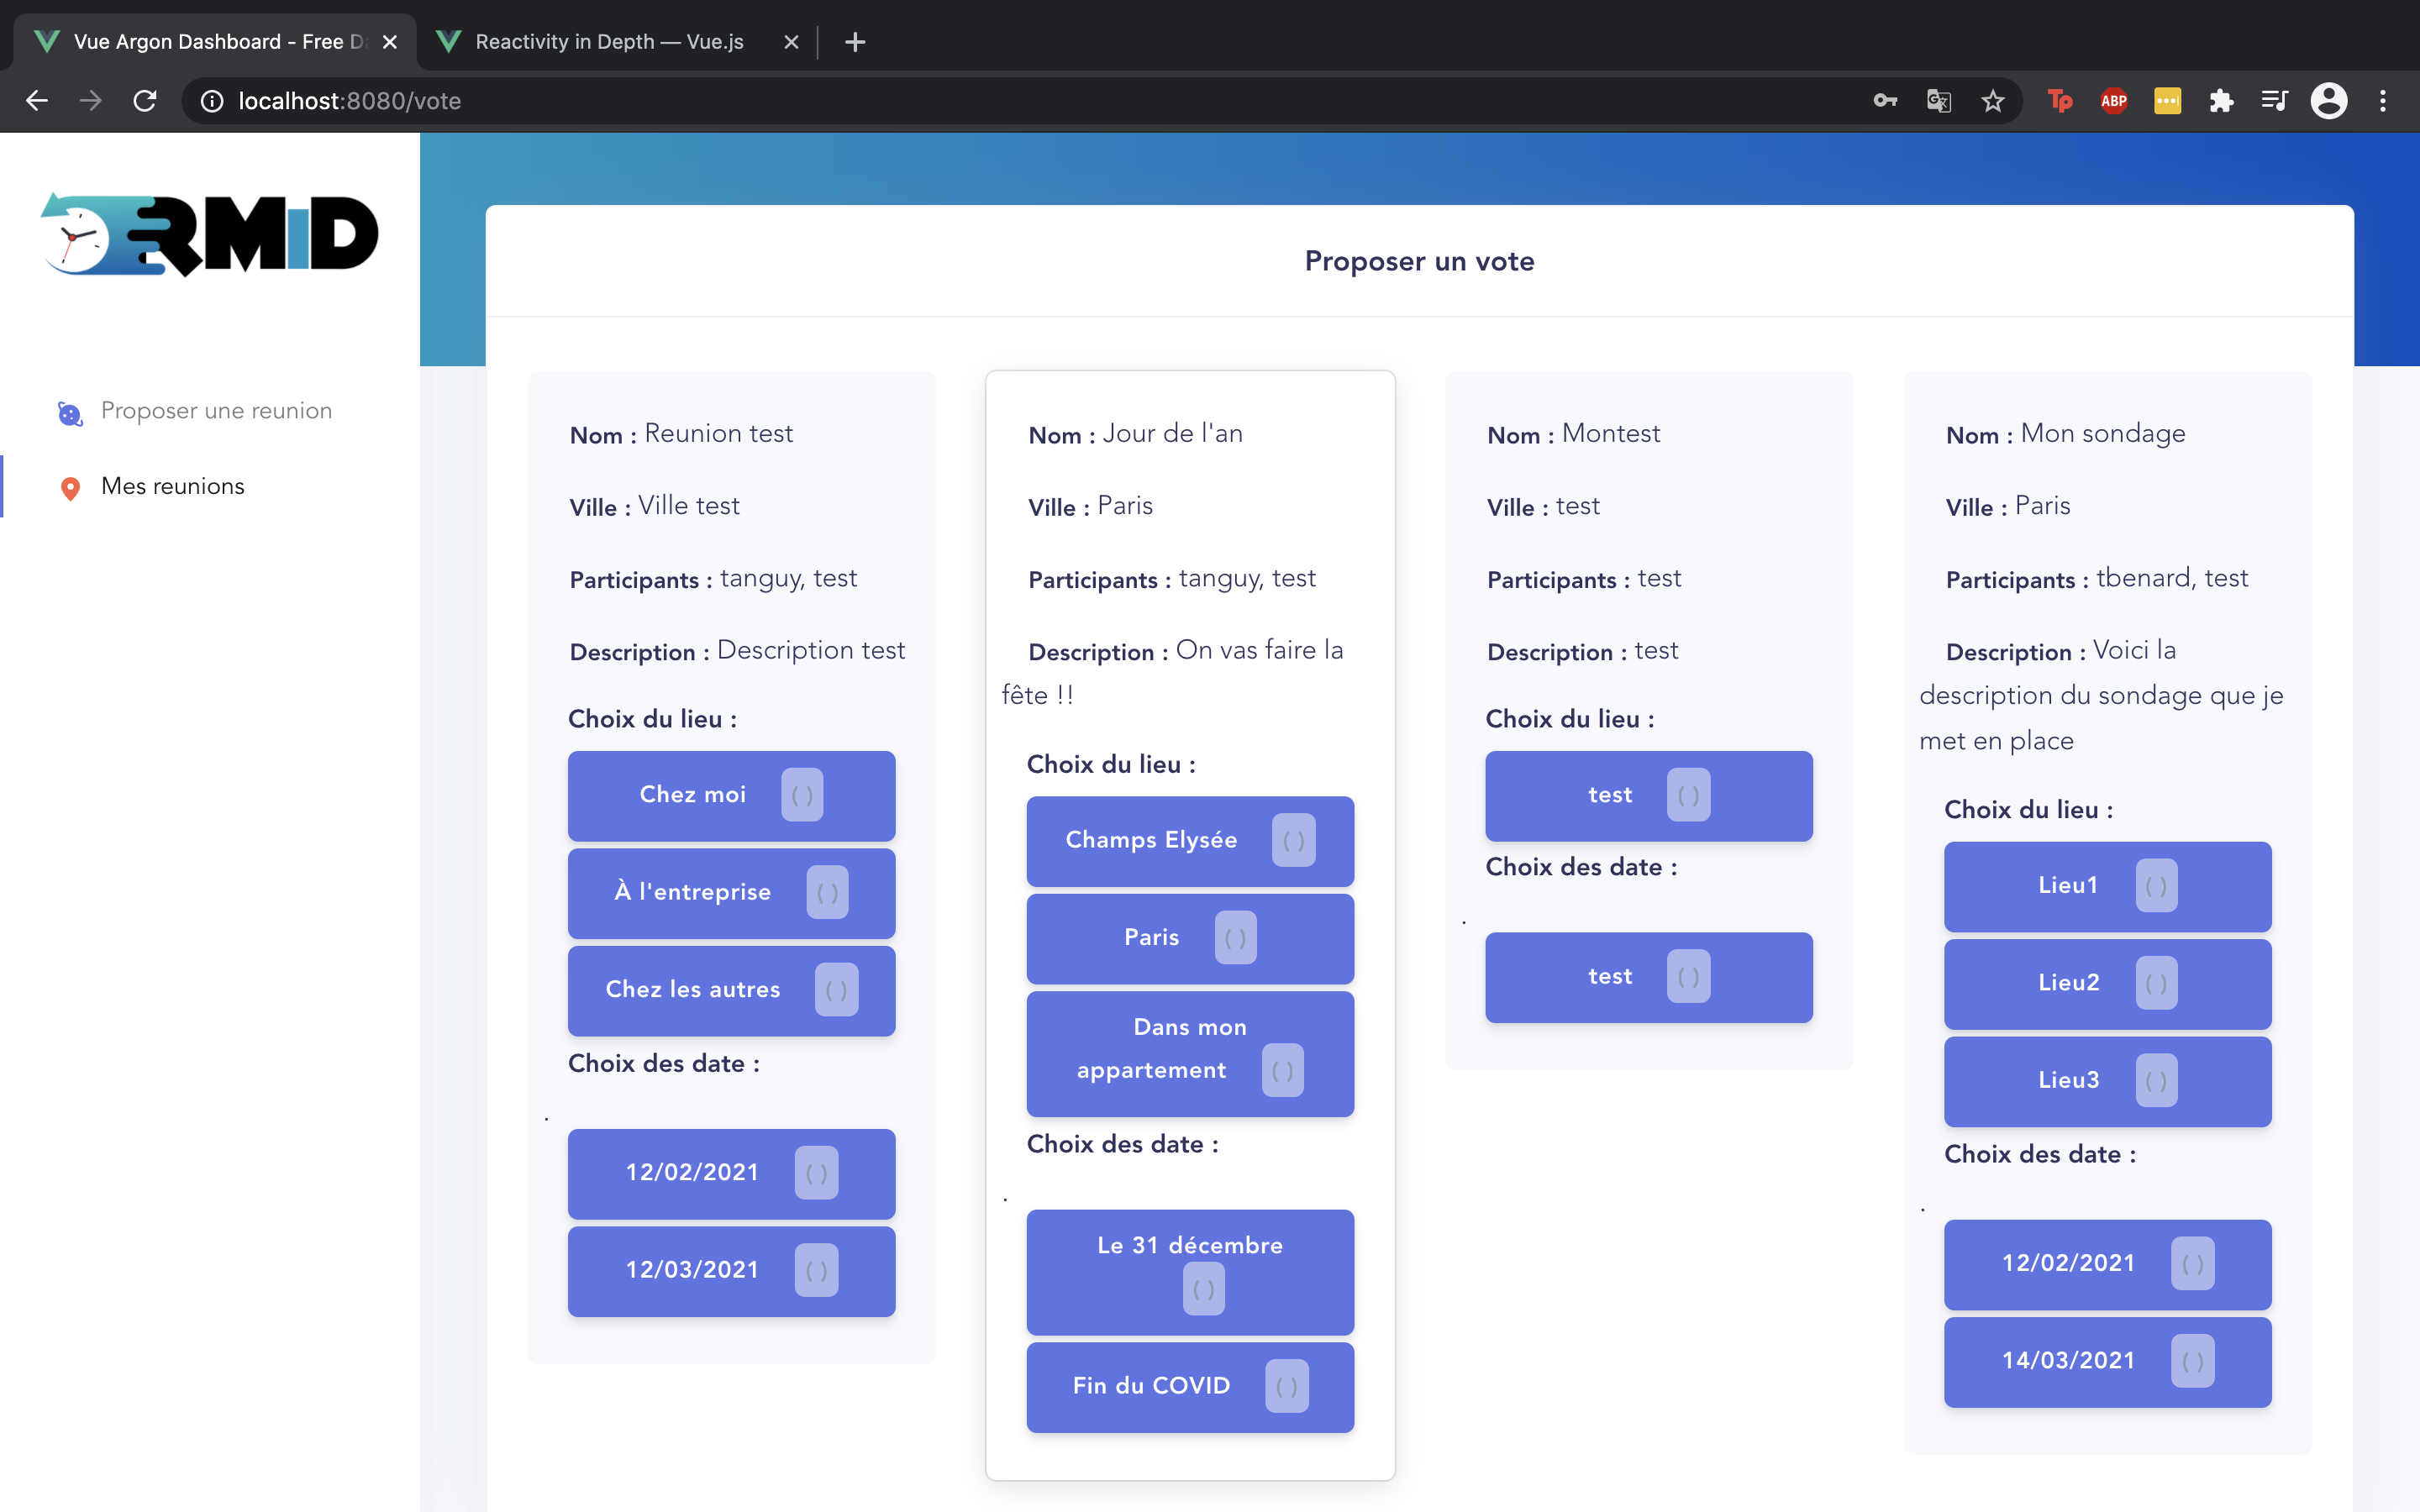 Vue Argon Dashboard - Free D
Reactivity in Depth — Vue.js
localhost:8080/vote
Tp
ABP
RMiD
Proposer une reunion
Mes reunions
Proposer un vote
Nom : Reunion test
Ville : Ville test
Participants : tanguy, test
Description : Description test
Choix du lieu :
Chez moi ( )
À l'entreprise ( )
Chez les autres ( )
Choix des date :
.
12/02/2021 ( )
12/03/2021 ( )
Nom : Jour de l'an
Ville : Paris
Participants : tanguy, test
Description : On vas faire la
fête !!
Choix du lieu :
Champs Elysée ( )
Paris ( )
Dans mon
appartement ( )
Choix des date :
.
Le 31 décembre
( )
Fin du COVID ( )
Nom : Montest
Ville : test
Participants : test
Description : test
Choix du lieu :
test ( )
Choix des date :
.
test ( )
Nom : Mon sondage
Ville : Paris
Participants : tbenard, test
Description : Voici la
description du sondage que je
met en place
Choix du lieu :
Lieu1 ( )
Lieu2 ( )
Lieu3 ( )
Choix des date :
.
12/02/2021 ( )
14/03/2021 ( )